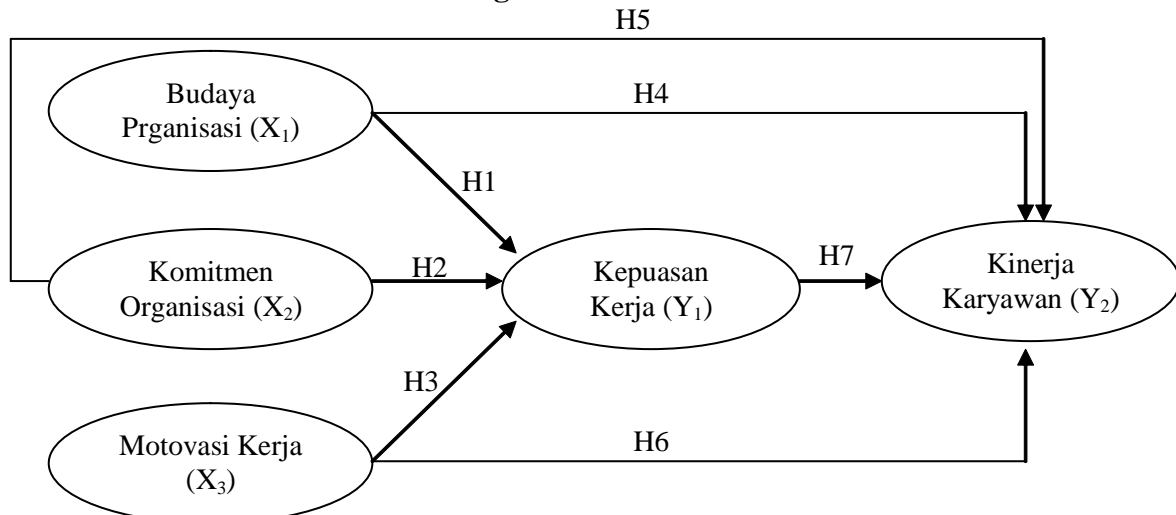 H5
Budaya
Prganisasi (X₁)
H4
H1
Komitmen
Organisasi (X₂)
H2
Kepuasan
Kerja (Y₁)
H7
Kinerja
Karyawan (Y₂)
H3
Motovasi Kerja
(X₃)
H6